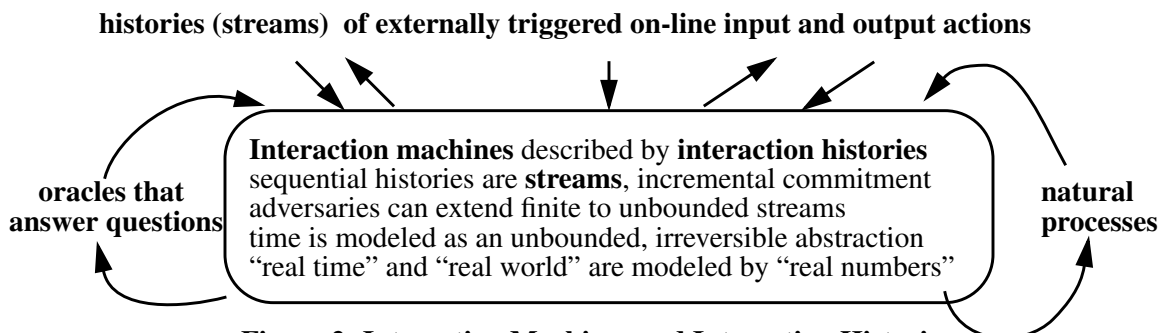 histories (streams) of externally triggered on-line input and output actions
Interaction machines described by interaction histories
sequential histories are streams, incremental commitment
adversaries can extend finite to unbounded streams
time is modeled as an unbounded, irreversible abstraction
“real time” and “real world” are modeled by “real numbers”
oracles that
answer questions
natural
processes